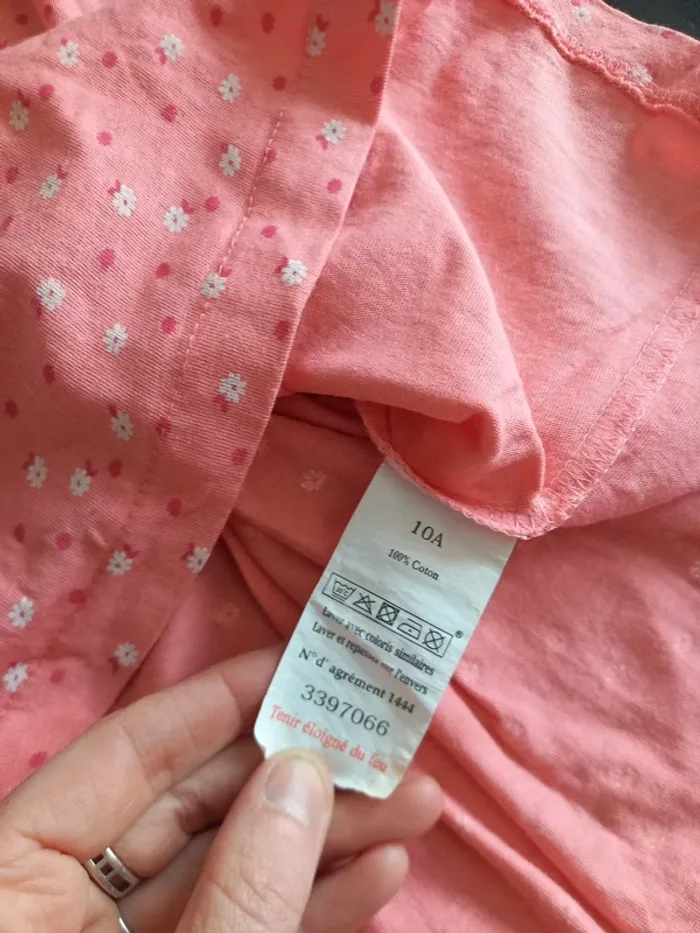 10A
100% Coton
30°C
®
Laver avec coloris similaires
Laver et repasser sur l'envers
N° d'agrément 1444
3397066
Tenir éloigné du feu